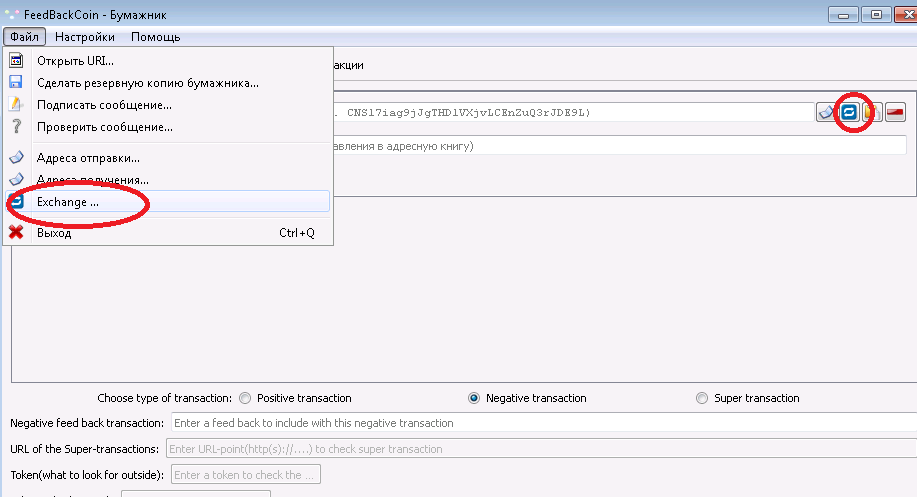 FeedBackCoin - Бумажник
Файл Настройки Помощь
Открыть URI...
Сделать резервную копию бумажника...
Подписать сообщение...
Проверить сообщение...
Адреса отправки...
Адреса получения...
Exchange ...
Выход Ctrl+Q
акции
. CNSl7iag9jJgTHDlVXjvLCEnZuQ3rJDE9L)
авления в адресную книгу)
Choose type of transaction: Positive transaction Negative transaction Super transaction
Negative feed back transaction: Enter a feed back to include with this negative transaction
URL of the Super-transactions: Enter URL-point(http(s)://....) to check super transaction
Token(what to look for outside): Enter a token to check the ...